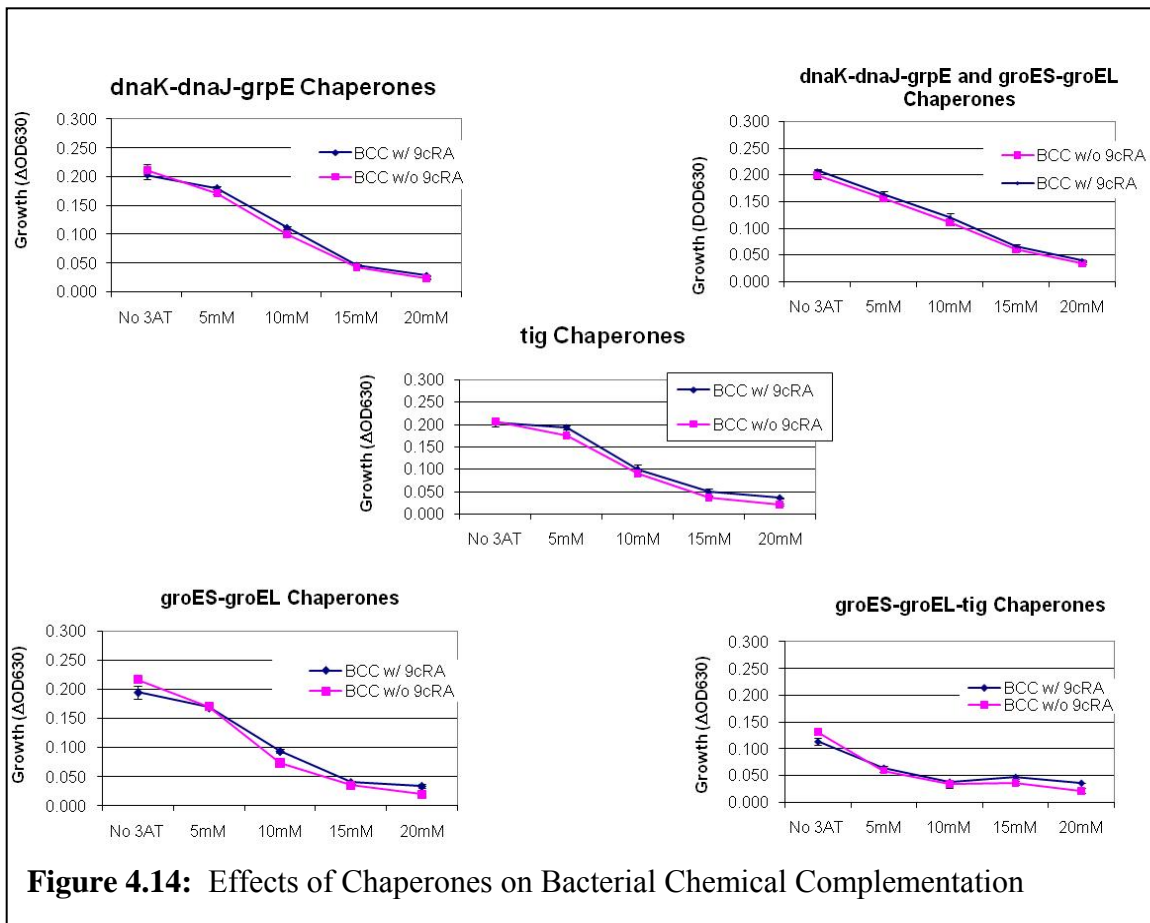 dnaK-dnaJ-grpE Chaperones
Growth (ΔOD630)
0.300
0.250
0.200
0.150
0.100
0.050
0.000
BCC w/ 9cRA
BCC w/o 9cRA
No 3AT 5mM 10mM 15mM 20mM
dnaK-dnaJ-grpE and groES-groEL
Chaperones
Growth (DOD630)
0.300
0.250
0.200
0.150
0.100
0.050
0.000
BCC w/o 9cRA
BCC w/ 9cRA
No 3AT 5mM 10mM 15mM 20mM
tig Chaperones
Growth (ΔOD630)
0.300
0.250
0.200
0.150
0.100
0.050
0.000
BCC w/ 9cRA
BCC w/o 9cRA
No 3AT 5mM 10mM 15mM 20mM
groES-groEL Chaperones
Growth (ΔOD630)
0.300
0.250
0.200
0.150
0.100
0.050
0.000
BCC w/ 9cRA
BCC w/o 9cRA
No 3AT 5mM 10mM 15mM 20mM
groES-groEL-tig Chaperones
Growth (ΔOD630)
0.300
0.250
0.200
0.150
0.100
0.050
0.000
BCC w/ 9cRA
BCC w/o 9cRA
No 3AT 5mM 10mM 15mM 20mM
Figure 4.14: Effects of Chaperones on Bacterial Chemical Complementation